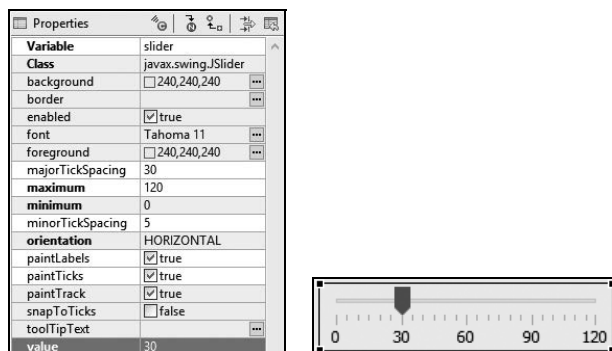 Properties
Variable slider
Class javax.swing.JSlider
background 240,240,240 ...
border ...
enabled true
font Tahoma 11 ...
foreground 240,240,240 ...
majorTickSpacing 30
maximum 120
minimum 0
minorTickSpacing 5
orientation HORIZONTAL
paintLabels true
paintTicks true
paintTrack true
snapToTicks false
toolTipText ...
value 30
0 30 60 90 120